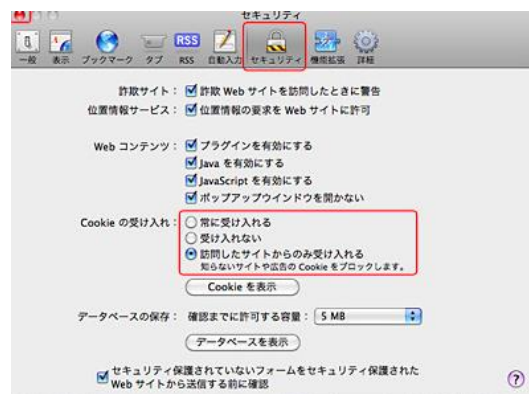 セキュリティ
一般 表示 ブックマーク タブ RSS 自動入力 セキュリティ 機能拡張 詳細
RSS
詐欺サイト： 詐欺 Web サイトを訪問したときに警告
位置情報サービス： 位置情報の要求を Web サイトに許可
Web コンテンツ： プラグインを有効にする
Java を有効にする
JavaScript を有効にする
ポップアップウインドウを開かない
Cookie の受け入れ： 常に受け入れる
受け入れない
訪問したサイトからのみ受け入れる
知らないサイトや広告の Cookie をブロックします。
Cookie を表示
データベースの保存： 確認までに許可する容量： 5 MB
データベースを表示
セキュリティ保護されていないフォームをセキュリティ保護された
Web サイトから送信する前に確認
?